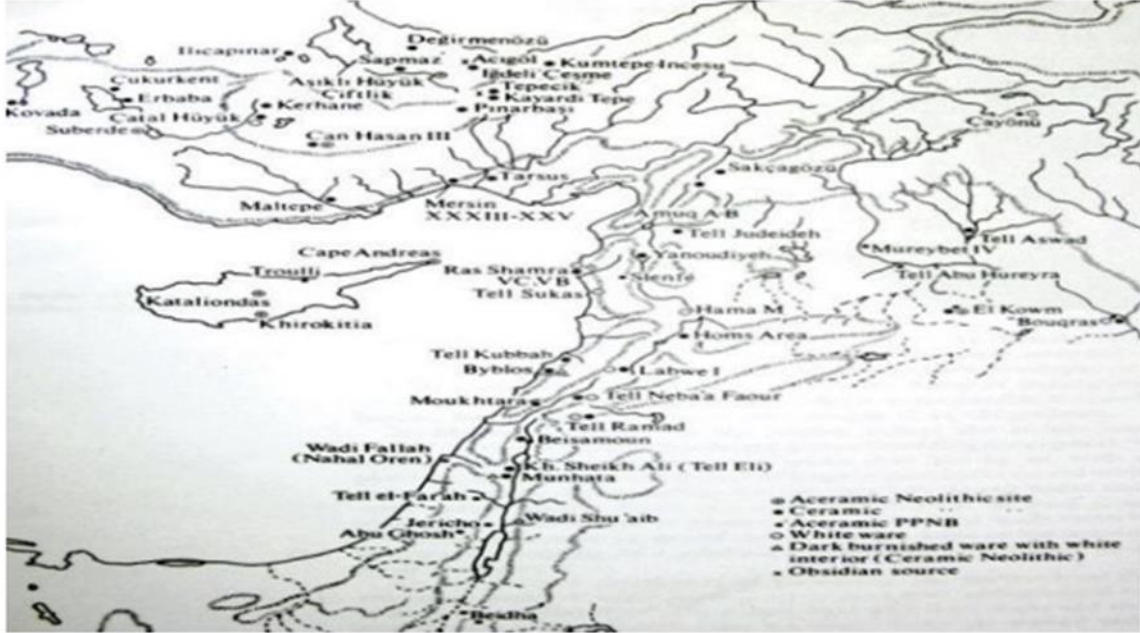 Değirmenözü
Ilıcapınar
Sapmaz
Acıgöl
Kumtepe İncesu
İğdeli Çeşme
Çukurkent
Aşıklı Hüyük
Tepecik
Çiftlik
Erbaba
Kerhane
Kayardi Tepe
Pınarbaşı
Kovada
Catal Hüyük
Suberde
Çayönü
Can Hasan III
Sakçagözü
Tarsus
Maltepe
Mersin
XXXIII-XXV
Amuq A-B
Tell Judeideh
Tell Aswad
Mureybet IV
Cape Andreas
Yanoudiyeh
Troulli
Ras Shamra
VC,VB
Slenfe
Tell Abu Hureyra
Tell Sukas
Kataliondas
Hama M
El Kowm
Bouqras
Khirokitia
Homs Area
Tell Kubbah
Byblos
Labwe I
Moukhtara
Tell Neba'a Faour
Tell Ramad
Beisamoun
Wadi Fallah
(Nahal Oren)
Kh. Sheikh Ali (Tell Eli)
Munhata
Tell el-Farah
Jericho
Wadi Shu'aib
Abu Ghosh
Beidha
Aceramic Neolithic site
Ceramic " "
Aceramic PPNB
White ware
Dark burnished ware with white
interior (Ceramic Neolithic)
Obsidian source